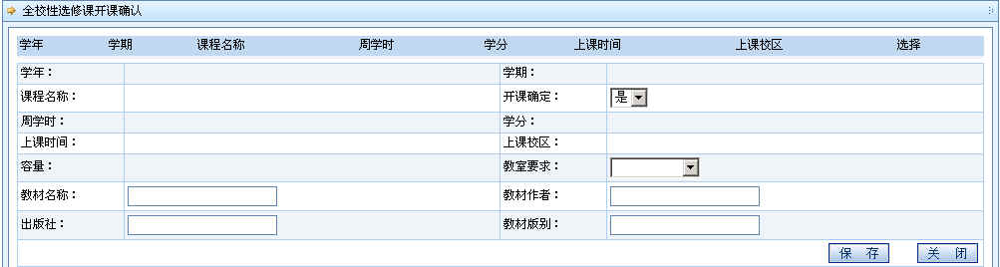 全校性选修课开课确认
学年 学期 课程名称 周学时 学分 上课时间 上课校区 选择
学年： 学期：
课程名称： 开课确定： 是
周学时： 学分：
上课时间： 上课校区：
容量： 教室要求：
教材名称： 教材作者：
出版社： 教材版别：
保 存 关 闭